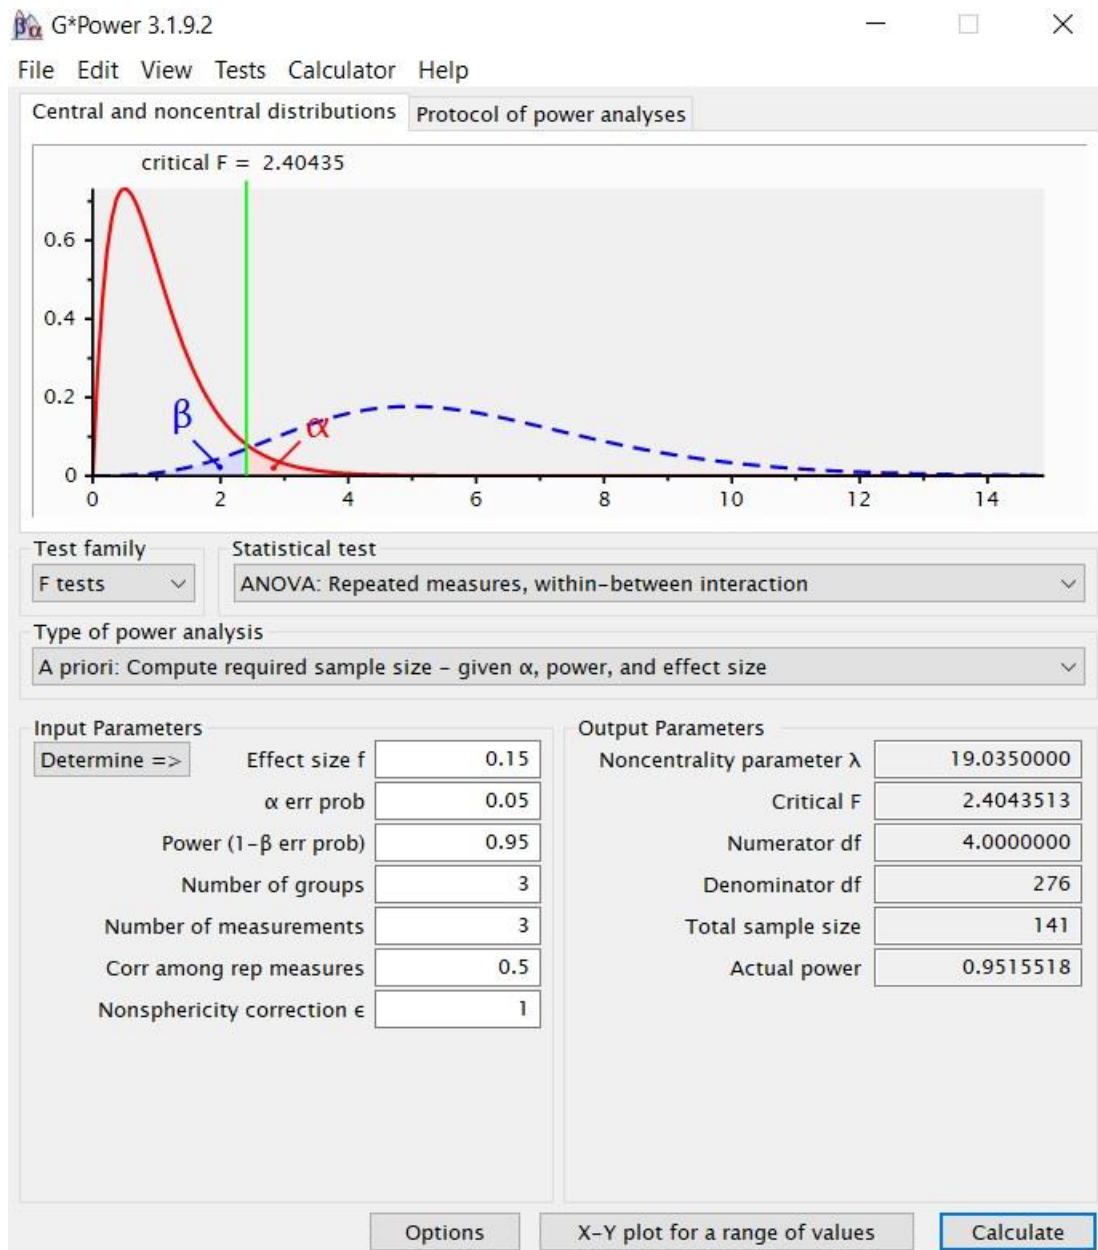 G*Power 3.1.9.2
File Edit View Tests Calculator Help
Central and noncentral distributions Protocol of power analyses
critical F = 2.40435
0.6
0.4
0.2
0
β
α
0 2 4 6 8 10 12 14
Test family Statistical test
F tests ANOVA: Repeated measures, within-between interaction
Type of power analysis
A priori: Compute required sample size - given α, power, and effect size
Input Parameters Output Parameters
Determine => Effect size f 0.15 Noncentrality parameter λ 19.0350000
α err prob 0.05 Critical F 2.4043513
Power (1-β err prob) 0.95 Numerator df 4.0000000
Number of groups 3 Denominator df 276
Number of measurements 3 Total sample size 141
Corr among rep measures 0.5 Actual power 0.9515518
Nonsphericity correction ϵ 1
Options X-Y plot for a range of values Calculate